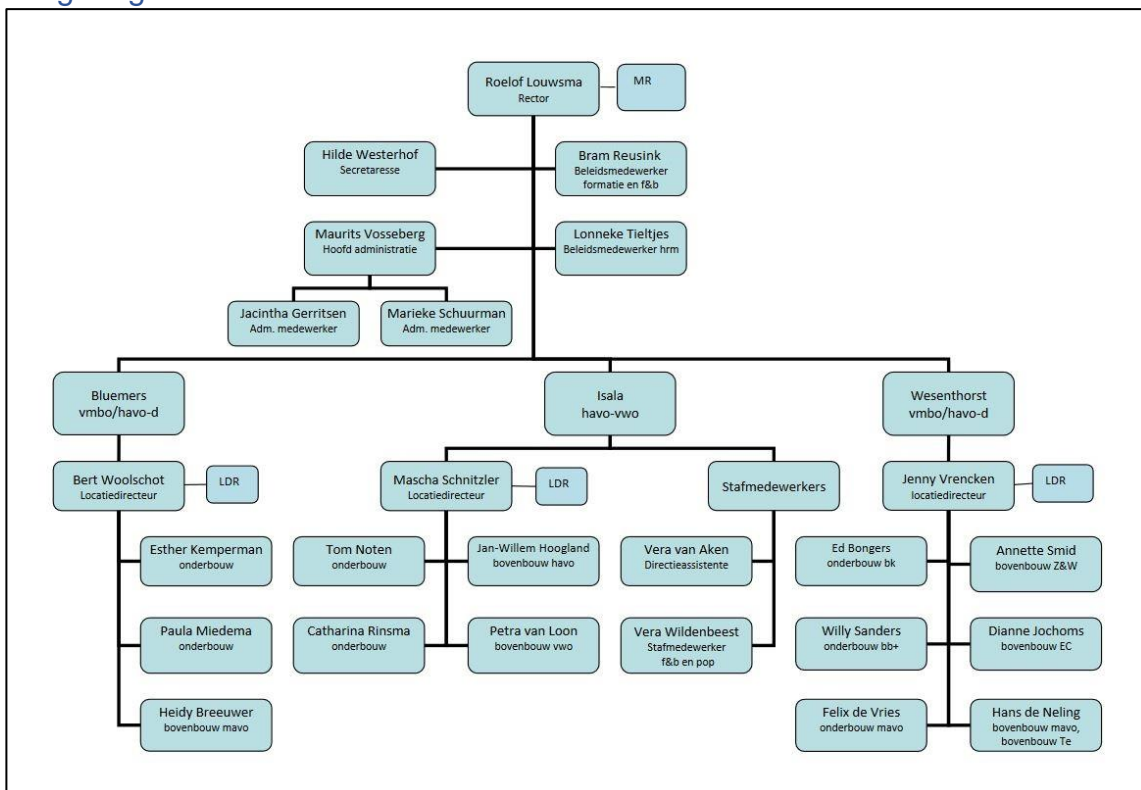 Roelof Louwsma
Rector
MR
Hilde Westerhof
Secretaresse
Bram Reusink
Beleidsmedewerker
formatie en f&b
Maurits Vosseberg
Hoofd administratie
Lonneke Tieltjes
Beleidsmedewerker hrm
Jacintha Gerritsen
Adm. medewerker
Marieke Schuurman
Adm. medewerker
Bluemers
vmbo/havo-d
Isala
havo-vwo
Wesenthorst
vmbo/havo-d
Bert Woolschot
Locatiedirecteur
LDR
Mascha Schnitzler
Locatiedirecteur
LDR
Stafmedewerkers
Jenny Vrencken
locatiedirecteur
LDR
Esther Kemperman
onderbouw
Tom Noten
onderbouw
Jan-Willem Hoogland
bovenbouw havo
Vera van Aken
Directieassistente
Ed Bongers
onderbouw bk
Annette Smid
bovenbouw Z&W
Paula Miedema
onderbouw
Catharina Rinsma
onderbouw
Petra van Loon
bovenbouw vwo
Vera Wildenbeest
Stafmedewerker
f&b en pop
Willy Sanders
onderbouw bb+
Dianne Jochoms
bovenbouw EC
Heidy Breeuwer
bovenbouw mavo
Felix de Vries
onderbouw mavo
Hans de Neling
bovenbouw mavo,
bovenbouw Te